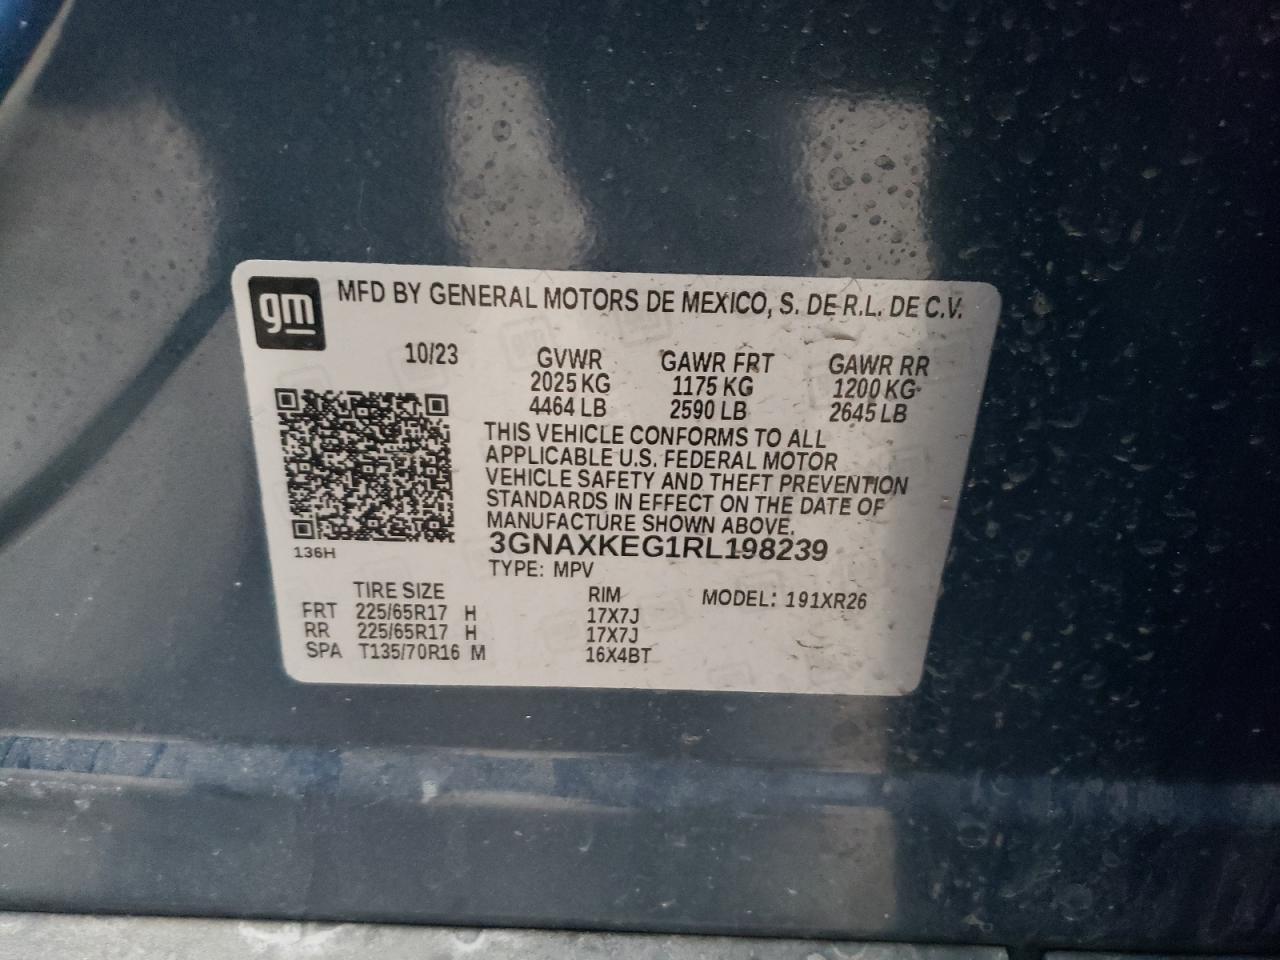 gm MFD BY GENERAL MOTORS DE MEXICO, S. DE R.L. DE C.V.
10/23 GVWR GAWR FRT GAWR RR
2025 KG 1175 KG 1200 KG
4464 LB 2590 LB 2645 LB
THIS VEHICLE CONFORMS TO ALL
APPLICABLE U.S. FEDERAL MOTOR
VEHICLE SAFETY AND THEFT PREVENTION
STANDARDS IN EFFECT ON THE DATE OF
MANUFACTURE SHOWN ABOVE.
136H 3GNAXKEG1RL198239
TYPE: MPV
TIRE SIZE RIM MODEL: 191XR26
FRT 225/65R17 H 17X7J
RR 225/65R17 H 17X7J
SPA T135/70R16 M 16X4BT